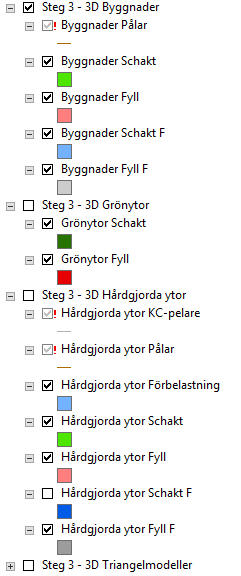 Steg 3 - 3D Byggnader
Byggnader Pålar
Byggnader Schakt
Byggnader Fyll
Byggnader Schakt F
Byggnader Fyll F
Steg 3 - 3D Grönytor
Grönytor Schakt
Grönytor Fyll
Steg 3 - 3D Hårdgjorda ytor
Hårdgjorda ytor KC-pelare
Hårdgjorda ytor Pålar
Hårdgjorda ytor Förbelastning
Hårdgjorda ytor Schakt
Hårdgjorda ytor Fyll
Hårdgjorda ytor Schakt F
Hårdgjorda ytor Fyll F
Steg 3 - 3D Triangelmodeller